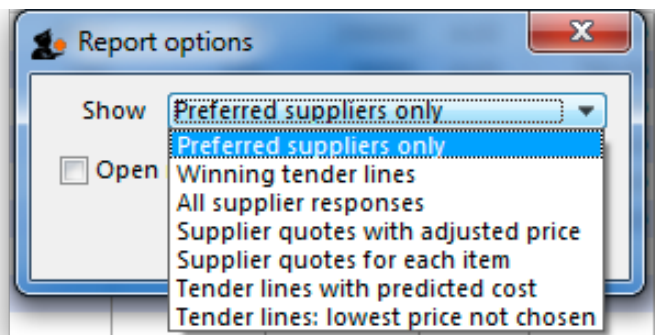 Report options
Show Preferred suppliers only
Preferred suppliers only
Open
Winning tender lines
All supplier responses
Supplier quotes with adjusted price
Supplier quotes for each item
Tender lines with predicted cost
Tender lines: lowest price not chosen